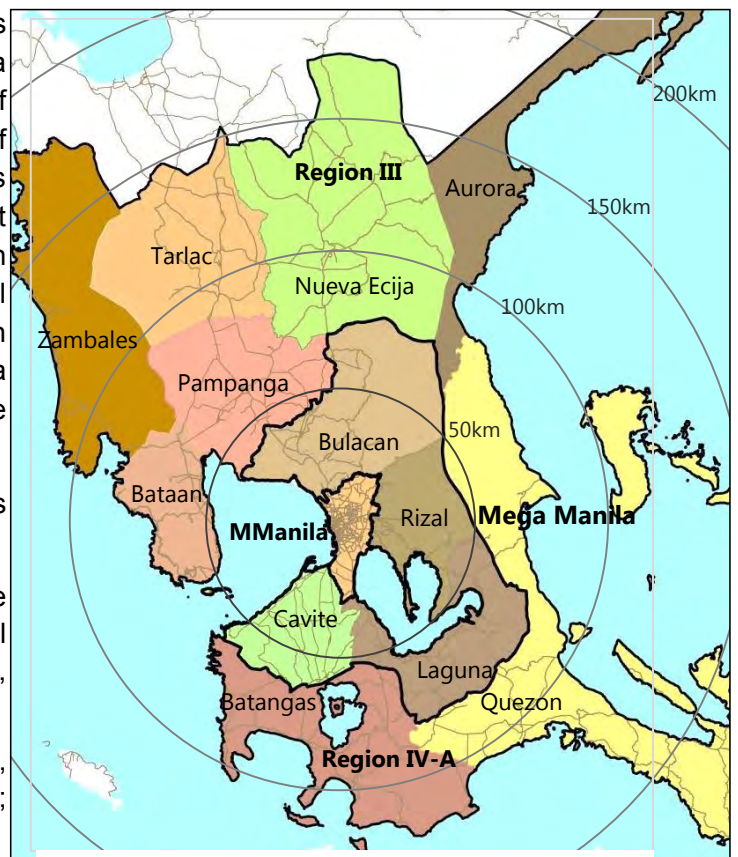 200km
Region III
Aurora
150km
Tarlac
Nueva Ecija
100km
Zambales
Pampanga
50km
Bulacan
Bataan
MManila
Rizal
Mega Manila
Cavite
Laguna
Batangas
Quezon
Region IV-A